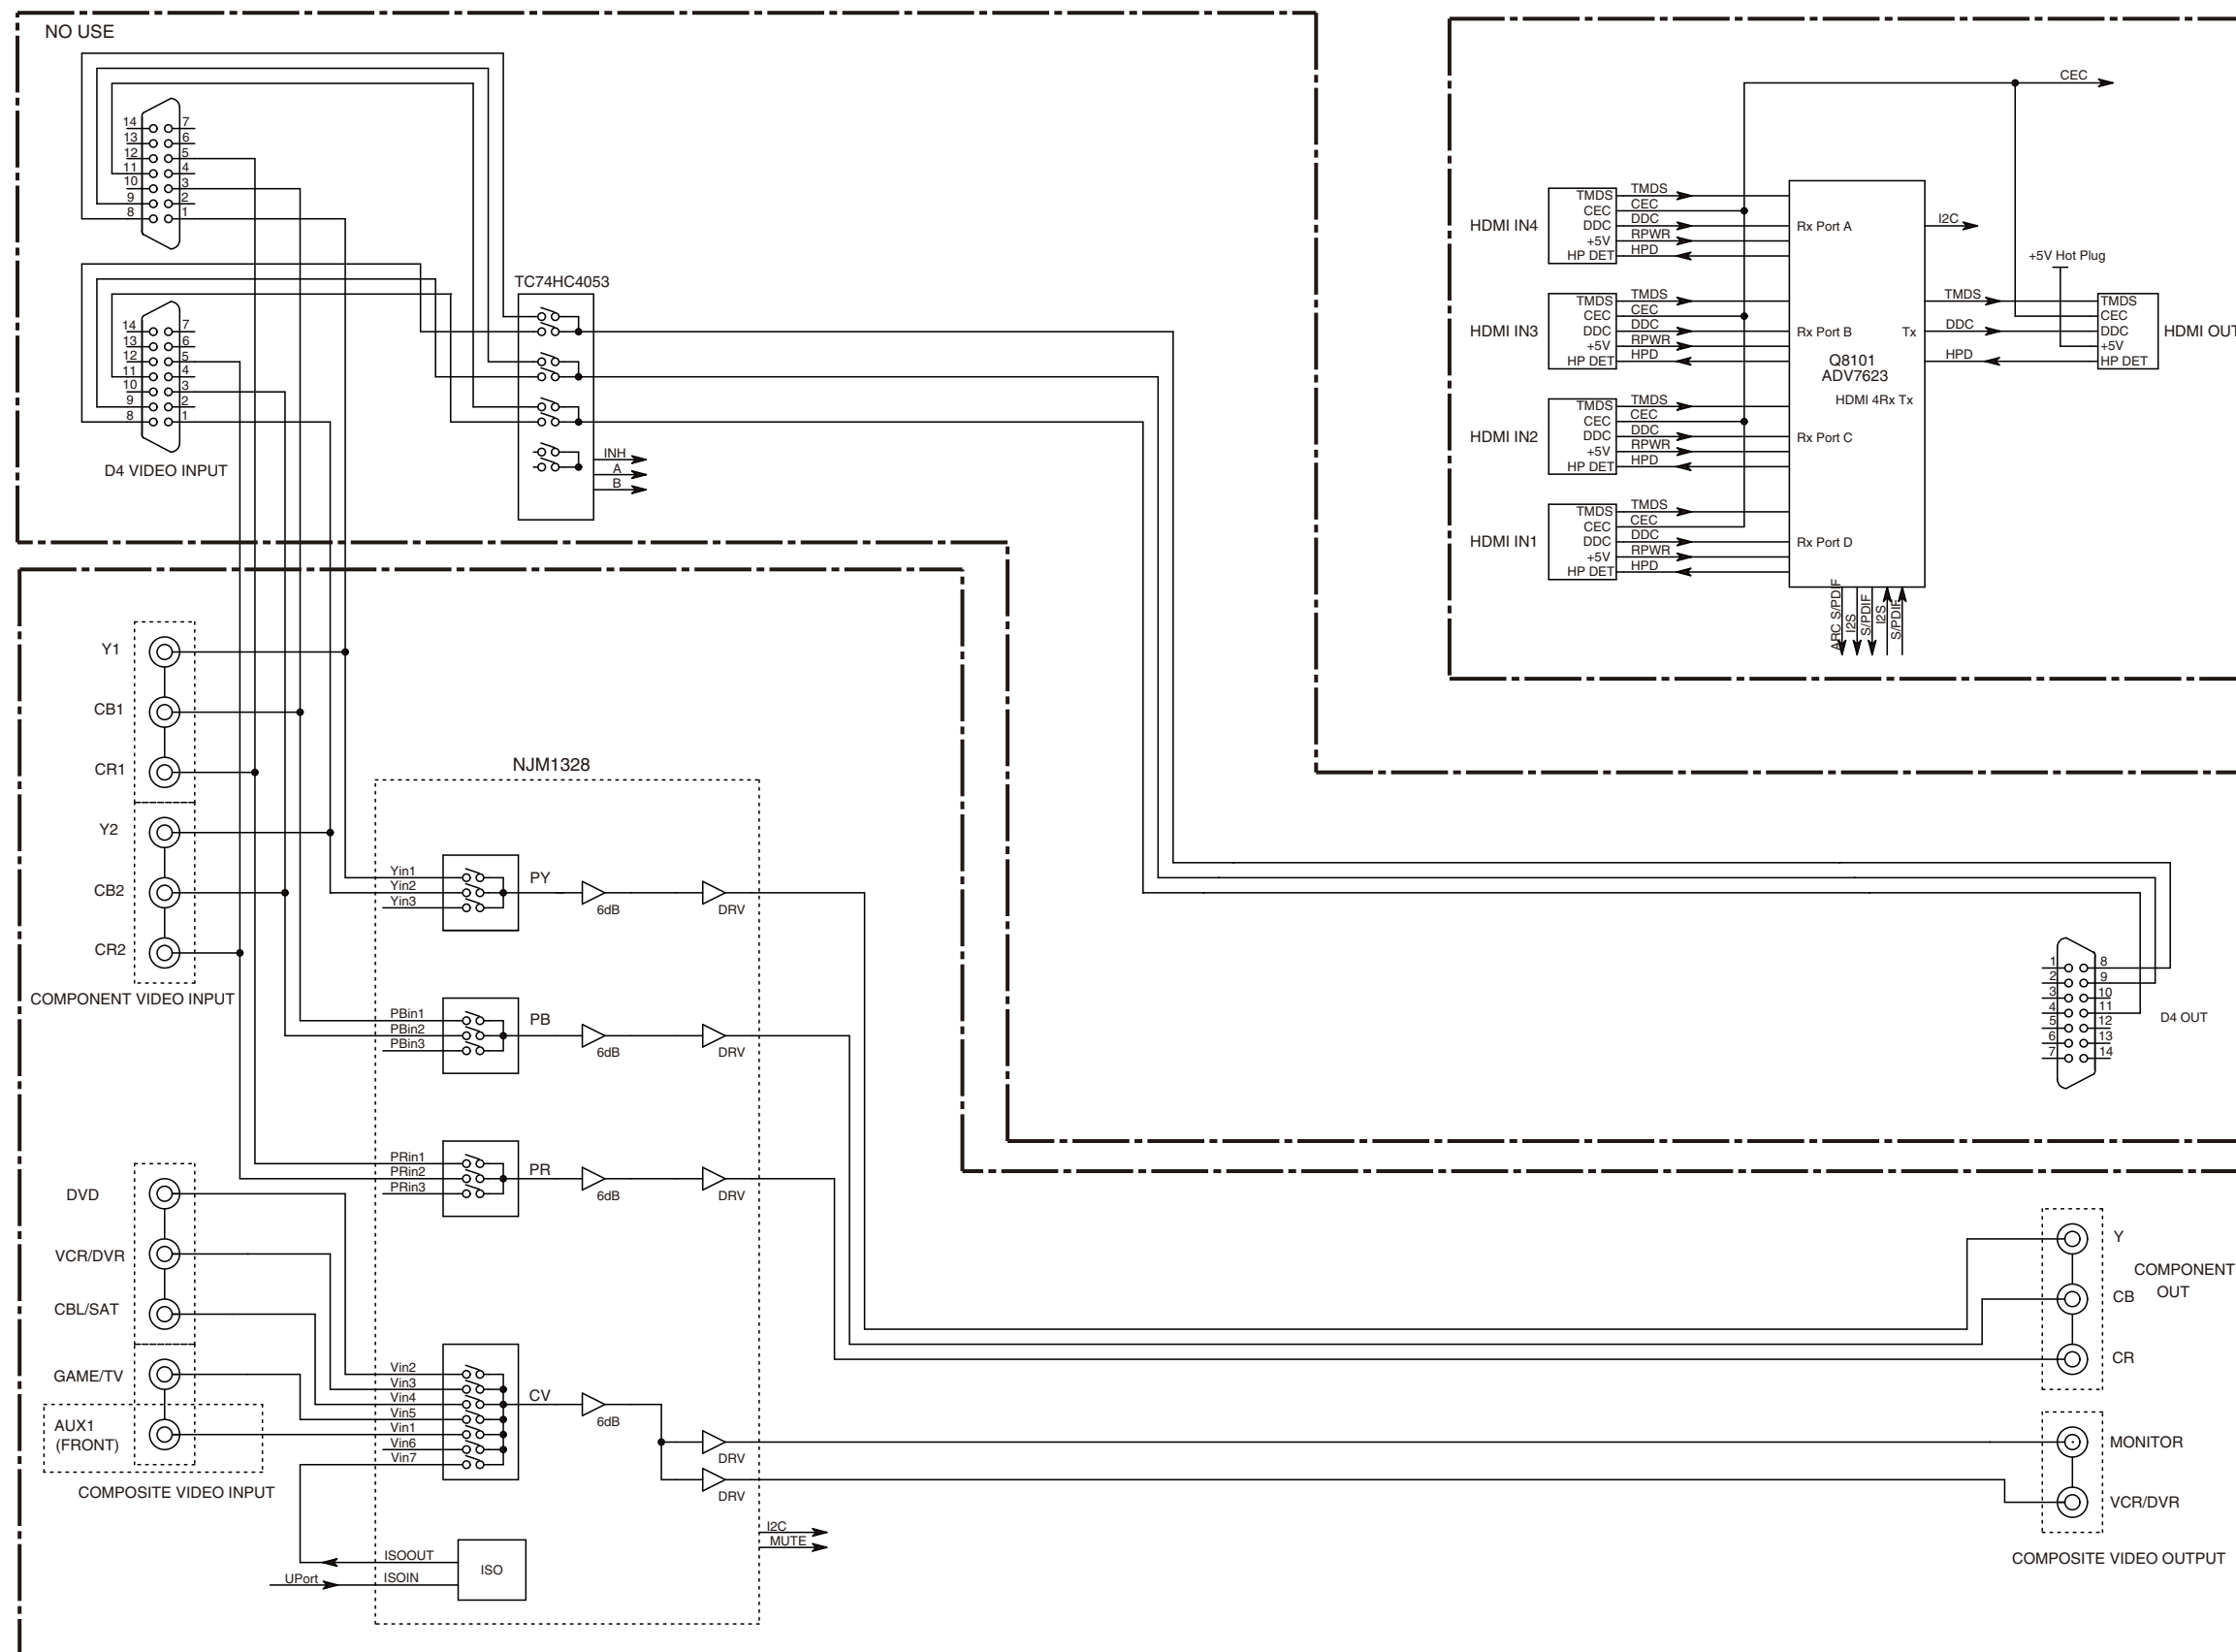 NO USE
14 7
13 6
12 5
11 4
10 3
9 2
8 1
14 7
13 6
12 5
11 4
10 3
9 2
8 1
D4 VIDEO INPUT
TC74HC4053
INH
A
B
CEC
HDMI IN4
TMDS TMDS
CEC CEC
DDC DDC
+5V RPWR
HP DET HPD
Rx Port A
I2C
HDMI IN3
TMDS TMDS
CEC CEC
DDC DDC
+5V RPWR
HP DET HPD
Rx Port B
Tx
Q8101
ADV7623
HDMI 4Rx Tx
+5V Hot Plug
TMDS TMDS
CEC
DDC DDC
+5V
HPD HP DET
HDMI OUT
HDMI IN2
TMDS TMDS
CEC CEC
DDC DDC
+5V RPWR
HP DET HPD
Rx Port C
HDMI IN1
TMDS TMDS
CEC CEC
DDC DDC
+5V RPWR
HP DET HPD
Rx Port D
ARC S/PDIF
I2S
S/PDIF
I2S
S/PDIF
Y1
CB1
CR1
Y2
CB2
CR2
COMPONENT VIDEO INPUT
NJM1328
Yin1
Yin2
Yin3
PY
6dB
DRV
PBin1
PBin2
PBin3
PB
6dB
DRV
PRin1
PRin2
PRin3
PR
6dB
DRV
1 8
2 9
3 10
4 11
5 12
6 13
7 14
D4 OUT
DVD
VCR/DVR
CBL/SAT
GAME/TV
AUX1
(FRONT)
COMPOSITE VIDEO INPUT
Vin2
Vin3
Vin4
Vin5
Vin1
Vin6
Vin7
CV
6dB
DRV
DRV
I2C
MUTE
ISOOUT
UPort ISOIN
ISO
Y
COMPONENT
OUT
CB
CR
MONITOR
VCR/DVR
COMPOSITE VIDEO OUTPUT